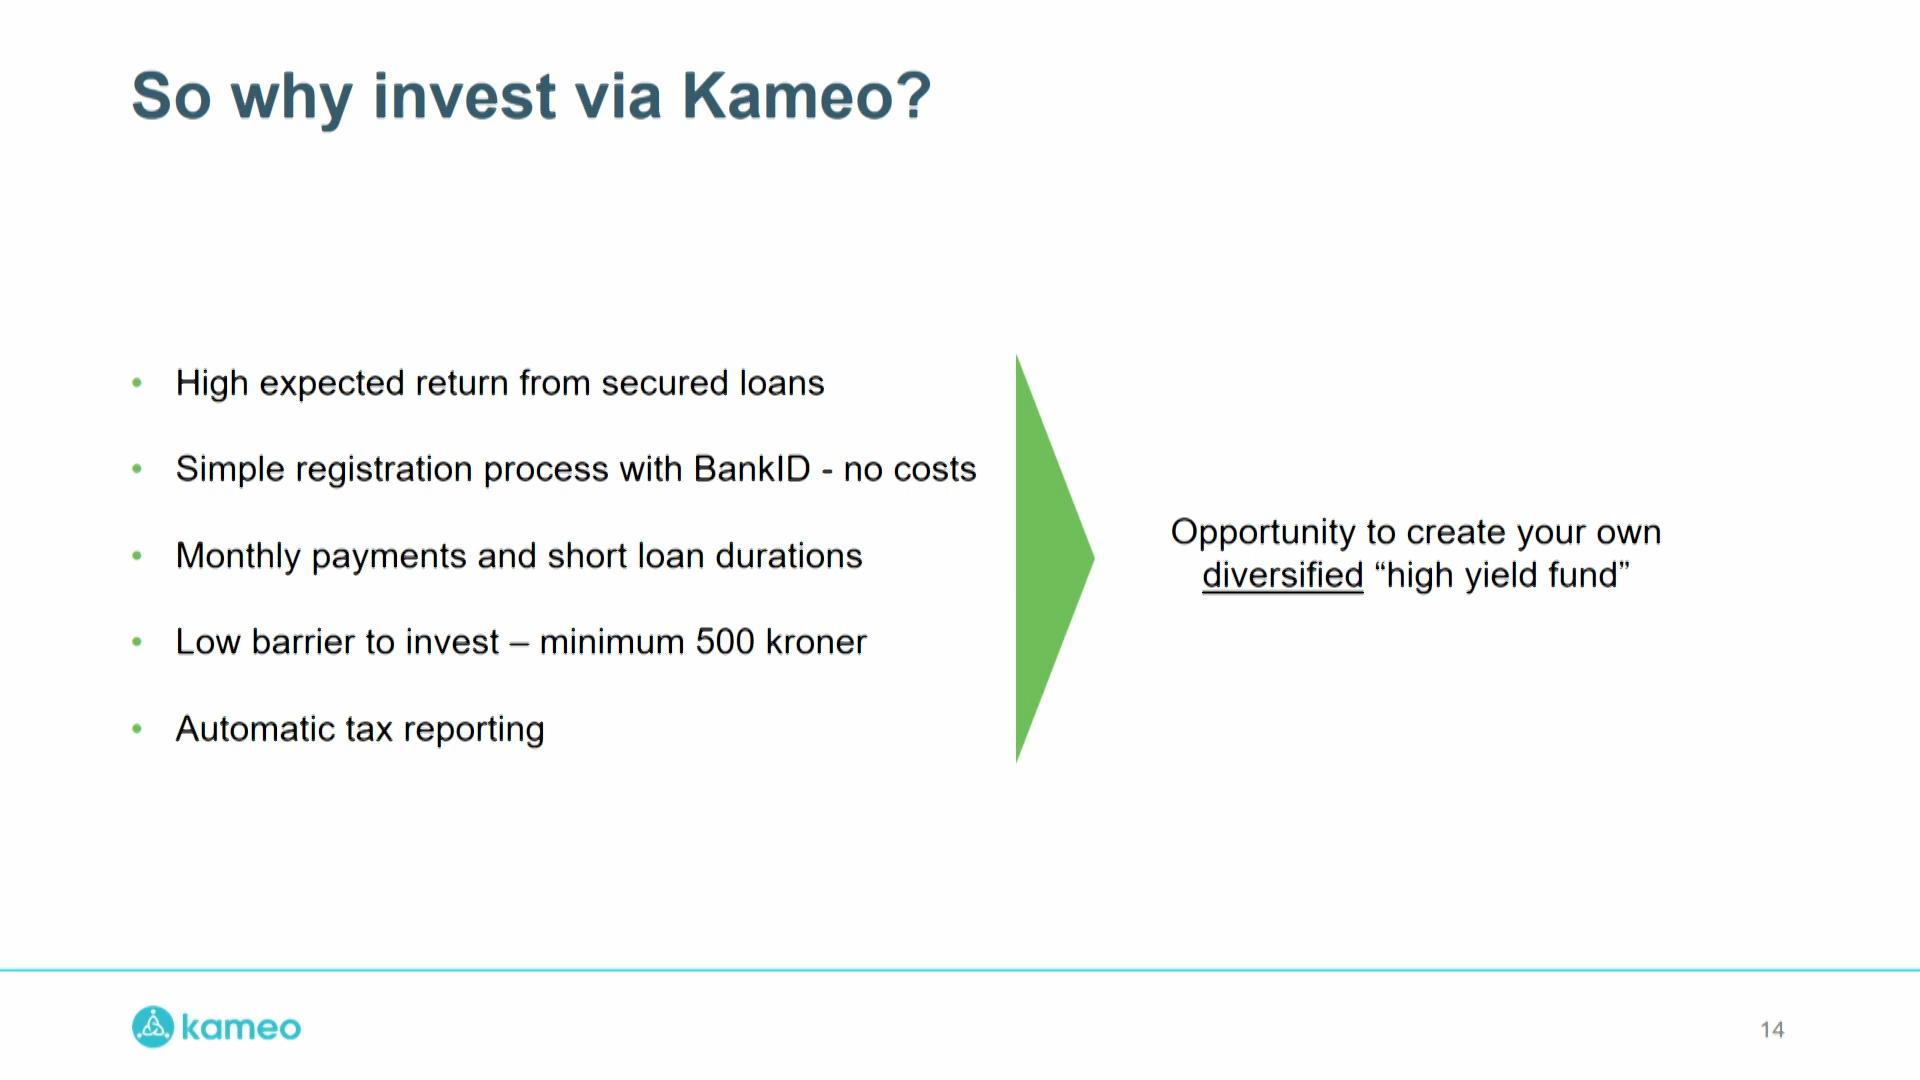 So why invest via Kameo?
• High expected return from secured loans
• Simple registration process with BankID - no costs
• Monthly payments and short loan durations
• Low barrier to invest – minimum 500 kroner
• Automatic tax reporting
Opportunity to create your own
diversified “high yield fund”
kameo
14